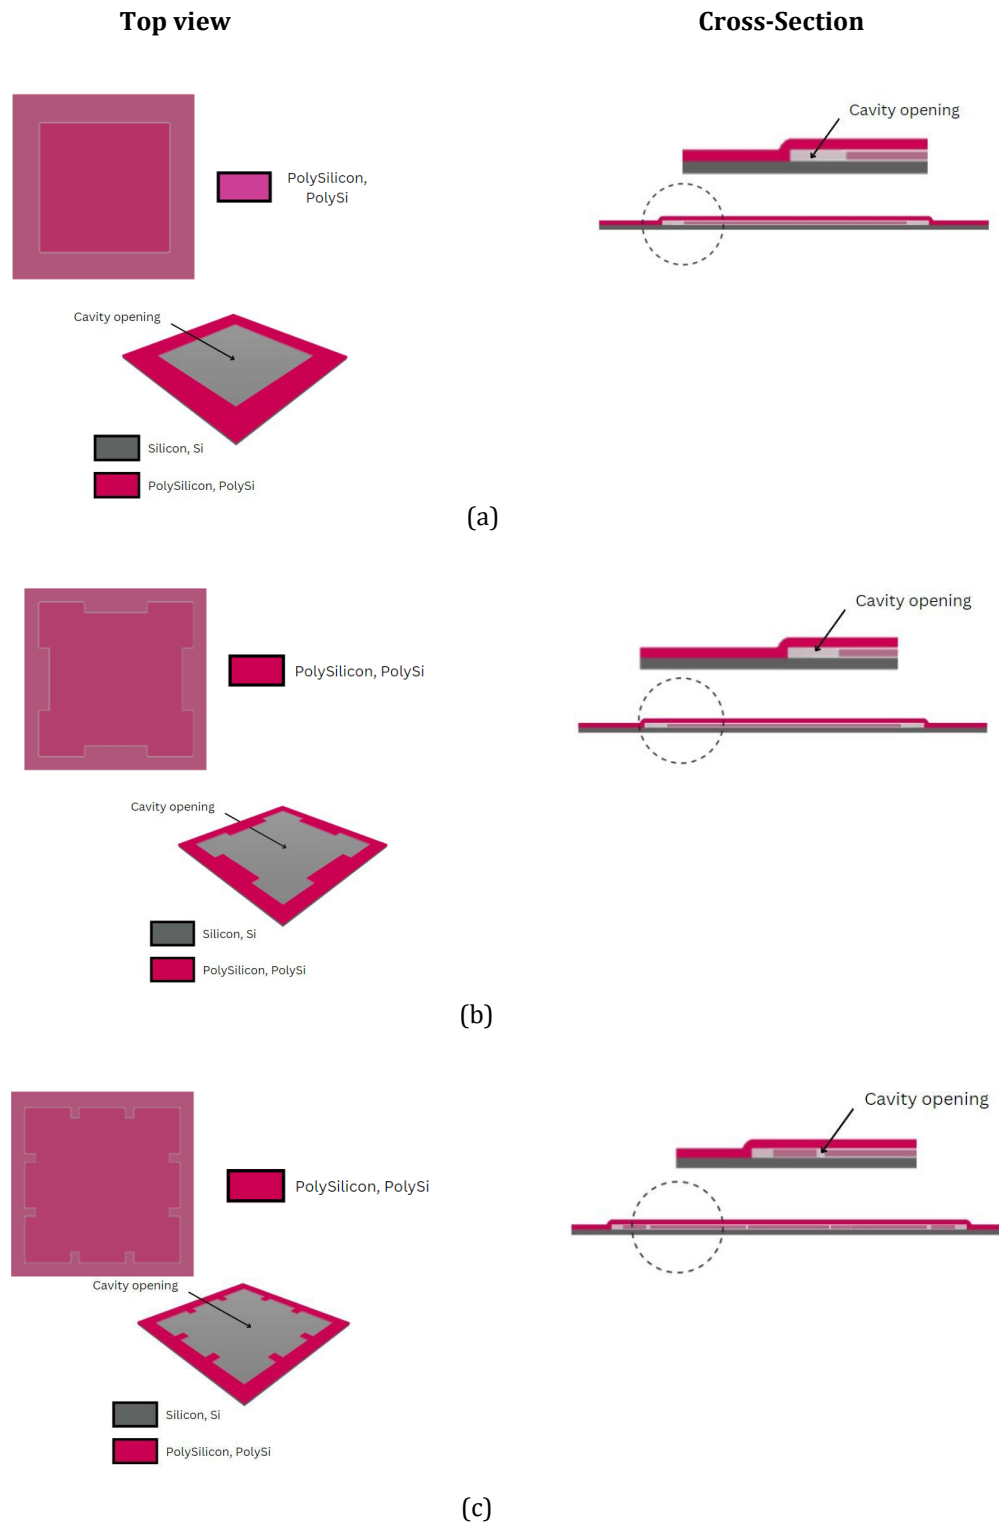 Top view
Cross-Section
Cavity opening
PolySilicon,
PolySi
Cavity opening
Silicon, Si
PolySilicon, PolySi
(a)
Cavity opening
PolySilicon, PolySi
Cavity opening
Silicon, Si
PolySilicon, PolySi
(b)
Cavity opening
PolySilicon, PolySi
Cavity opening
Silicon, Si
PolySilicon, PolySi
(c)